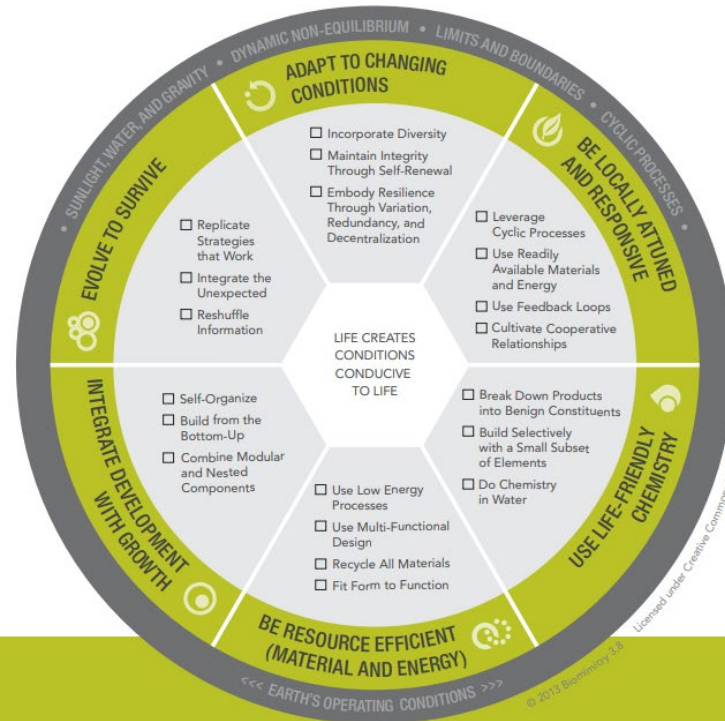 • SUNLIGHT, WATER, AND GRAVITY • DYNAMIC NON-EQUILIBRIUM • LIMITS AND BOUNDARIES • CYCLIC PROCESSES •
ADAPT TO CHANGING
CONDITIONS
☐ Incorporate Diversity
☐ Maintain Integrity
Through Self-Renewal
☐ Embody Resilience
Through Variation,
Redundancy, and
Decentralization
BE LOCALLY ATTUNED
AND RESPONSIVE
☐ Leverage
Cyclic Processes
☐ Use Readily
Available Materials
and Energy
☐ Use Feedback Loops
☐ Cultivate Cooperative
Relationships
USE LIFE-FRIENDLY
CHEMISTRY
☐ Break Down Products
into Benign Constituents
☐ Build Selectively
with a Small Subset
of Elements
☐ Do Chemistry
in Water
BE RESOURCE EFFICIENT
(MATERIAL AND ENERGY)
☐ Use Low Energy
Processes
☐ Use Multi-Functional
Design
☐ Recycle All Materials
☐ Fit Form to Function
INTEGRATE DEVELOPMENT
WITH GROWTH
☐ Self-Organize
☐ Build from the
Bottom-Up
☐ Combine Modular
and Nested
Components
EVOLVE TO SURVIVE
☐ Replicate
Strategies
that Work
☐ Integrate the
Unexpected
☐ Reshuffle
Information
LIFE CREATES
CONDITIONS
CONDUCIVE
TO LIFE
<<< EARTH'S OPERATING CONDITIONS >>>
© 2013 Biomimicry 3.8 Licensed under Creative